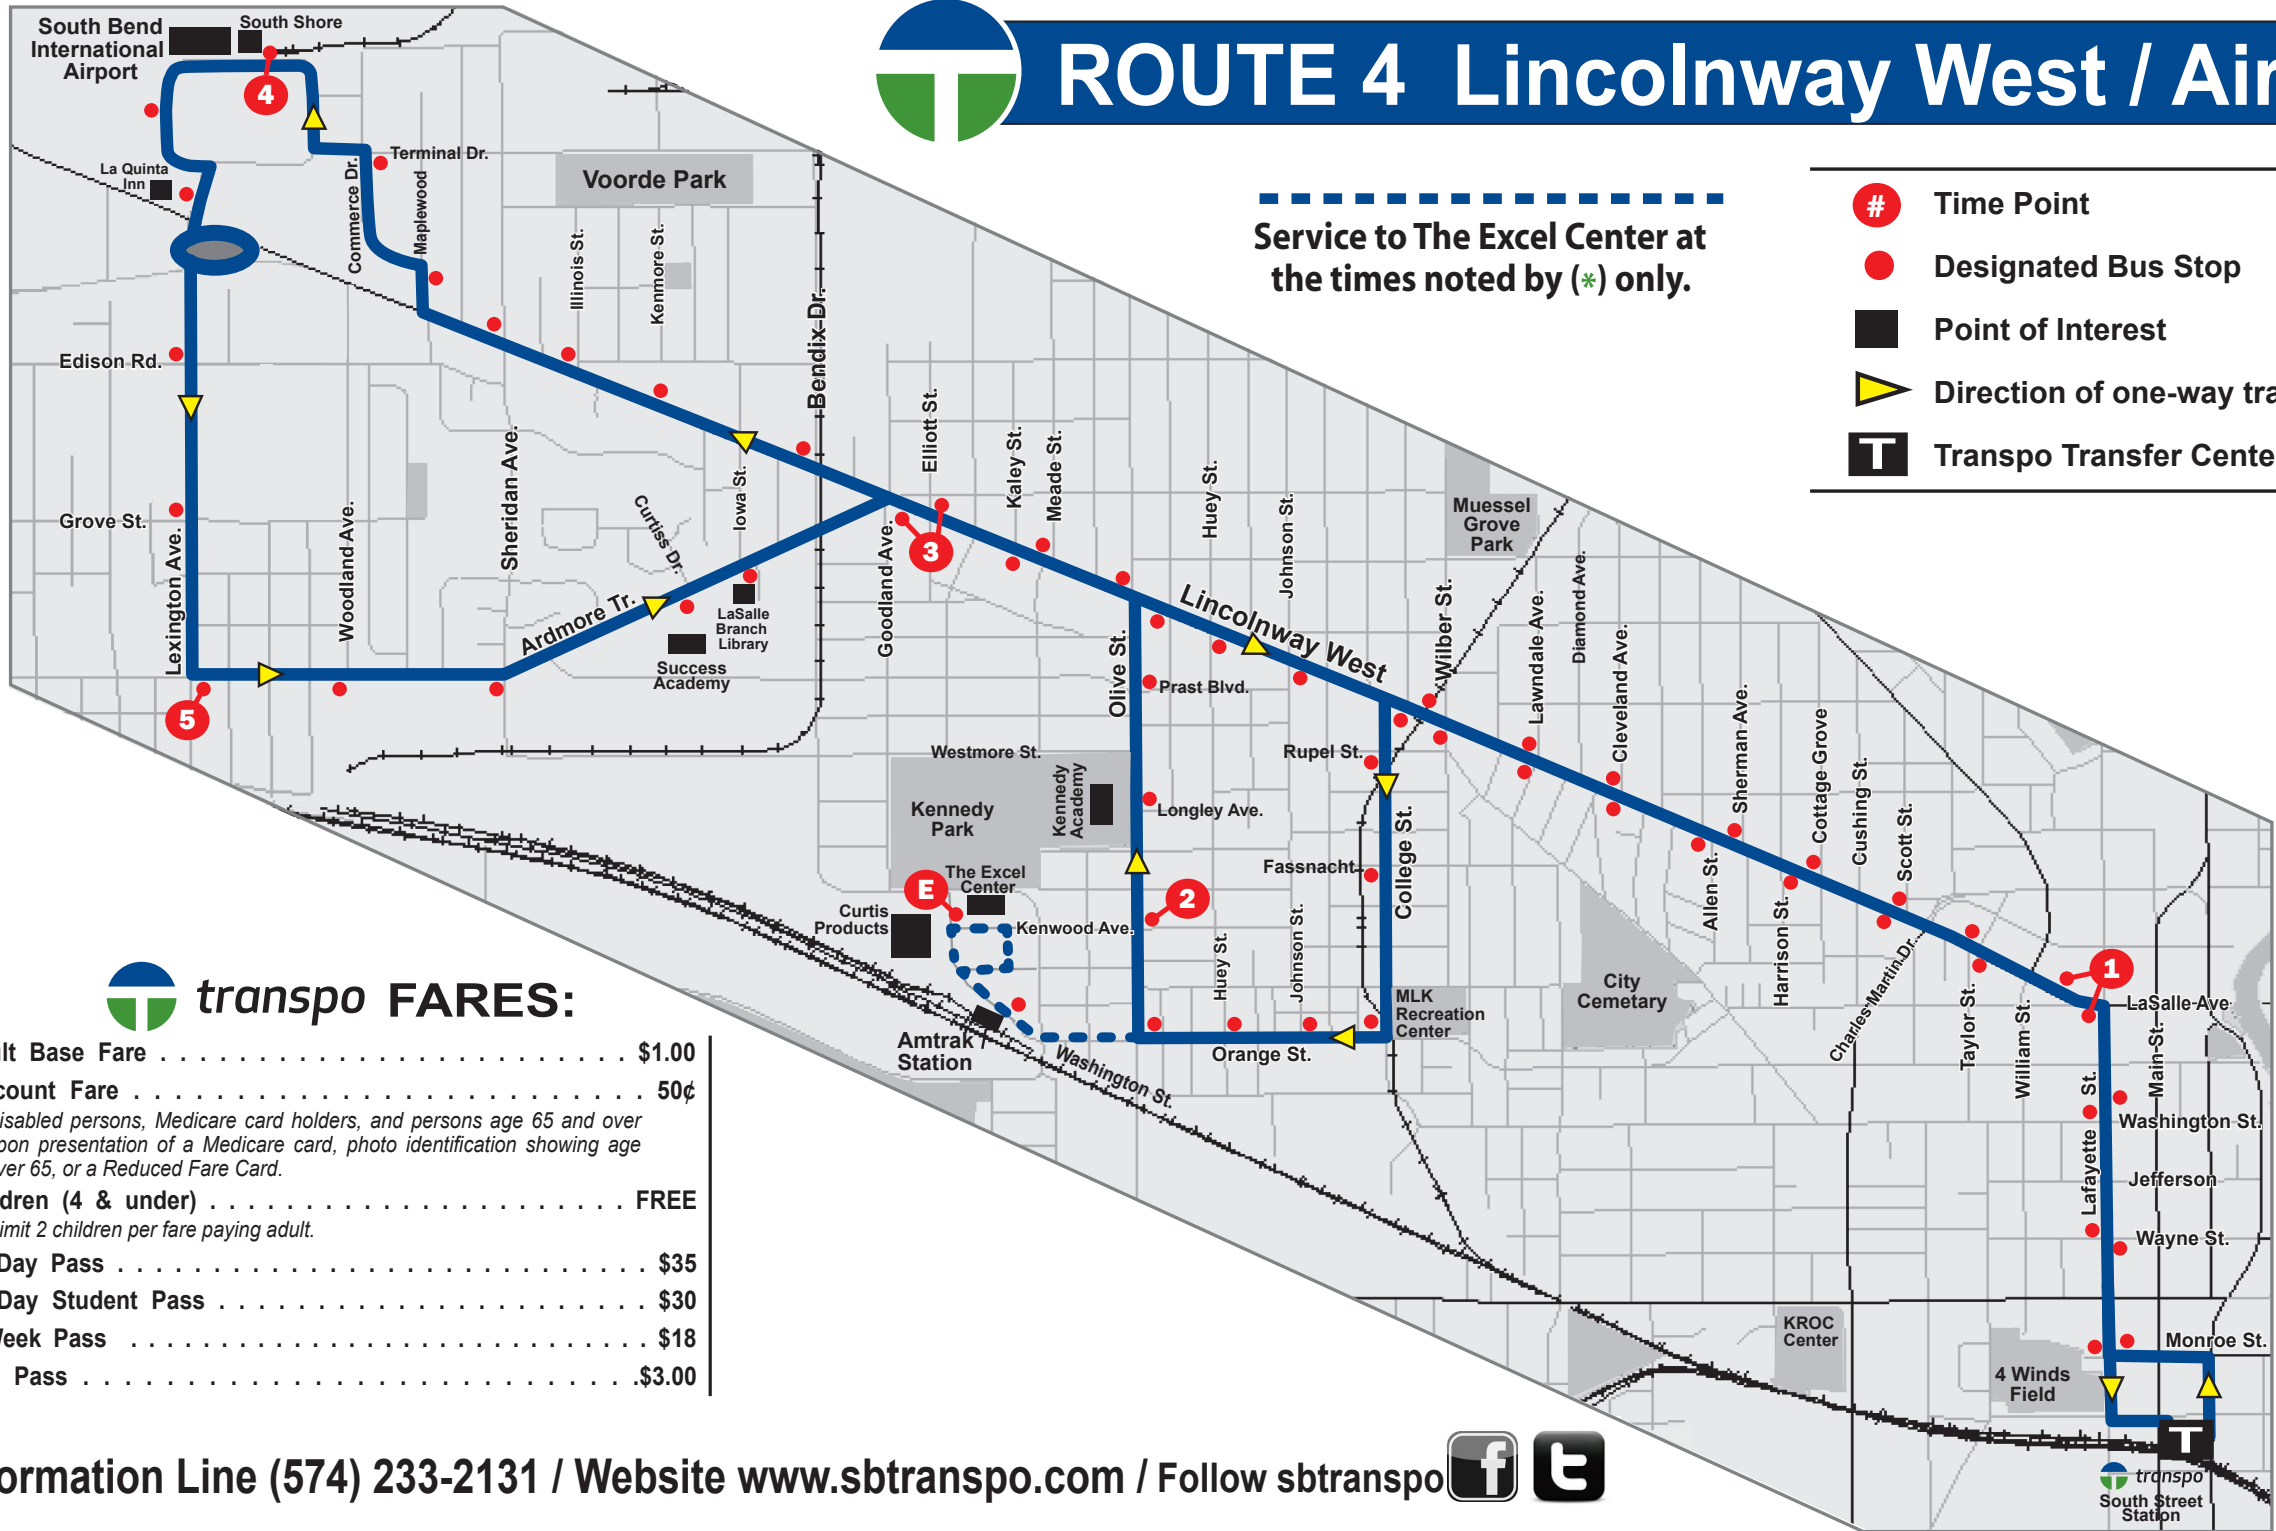 ROUTE 4 Lincolnway West / Air
Service to The Excel Center at
the times noted by (*) only.
# Time Point
Designated Bus Stop
Point of Interest
Direction of one-way tra
T Transpo Transfer Cente
South Bend
International
Airport
South Shore
4
La Quinta
Inn
Terminal Dr.
Commerce Dr.
Maplewood
Voorde Park
Illinois St.
Kenmore St.
Bendix Dr.
Edison Rd.
Grove St.
Lexington Ave.
Woodland Ave.
Sheridan Ave.
Curtiss Dr.
Iowa St.
Ardmore Tr.
LaSalle
Branch
Library
Success
Academy
5
Goodland Ave.
Elliott St.
3
Kaley St.
Meade St.
Huey St.
Johnson St.
Lincolnway West
Olive St.
Prast Blvd.
Muessel
Grove
Park
Wilber St.
Lawndale Ave.
Diamond Ave.
Cleveland Ave.
Sherman Ave.
Cottage Grove
Cushing St.
Scott St.
Westmore St.
Kennedy
Park
Kennedy
Academy
Longley Ave.
Rupel St.
Fassnacht
College St.
The Excel
Center
E
Curtis
Products
Kenwood Ave.
2
Huey St.
Johnson St.
MLK
Recreation
Center
Orange St.
Amtrak
Station
Washington St.
City
Cemetary
Allen St.
Harrison St.
Charles Martin Dr.
Taylor St.
William St.
1
LaSalle Ave
Main St.
Lafayette St.
Washington St.
Jefferson
Wayne St.
Monroe St.
KROC
Center
4 Winds
Field
T
transpo
South Street
Station
transpo FARES:
ult Base Fare . . . . . . . . . . . . . . . . . . . . . . . $1.00
count Fare . . . . . . . . . . . . . . . . . . . . . . . . . 50¢
isabled persons, Medicare card holders, and persons age 65 and over
pon presentation of a Medicare card, photo identification showing age
ver 65, or a Reduced Fare Card.
dren (4 & under) . . . . . . . . . . . . . . . . . . . . FREE
imit 2 children per fare paying adult.
Day Pass . . . . . . . . . . . . . . . . . . . . . . . . . . $35
Day Student Pass . . . . . . . . . . . . . . . . . . . . . $30
Week Pass . . . . . . . . . . . . . . . . . . . . . . . . . $18
Pass . . . . . . . . . . . . . . . . . . . . . . . . . . .$3.00
ormation Line (574) 233-2131 / Website www.sbtranspo.com / Follow sbtranspo f t